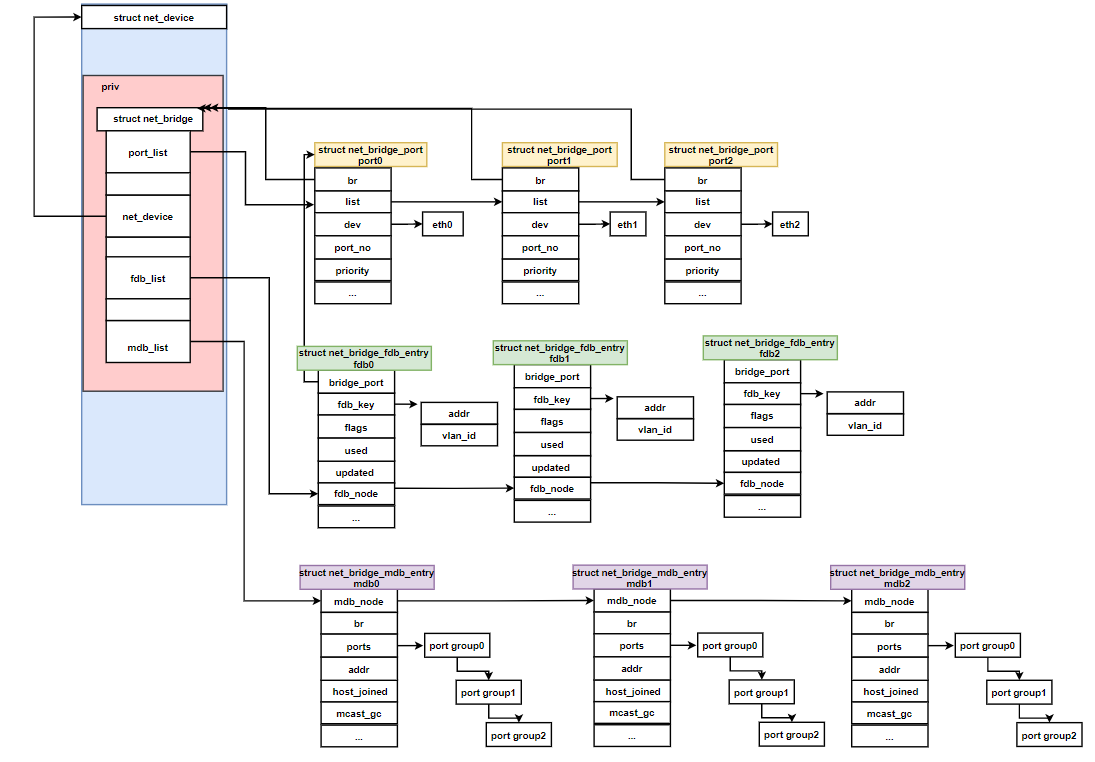 struct net_device
priv
struct net_bridge
port_list
net_device
fdb_list
mdb_list
struct net_bridge_port
port0
br
list
dev
port_no
priority
...
eth0
struct net_bridge_port
port1
br
list
dev
port_no
priority
...
eth1
struct net_bridge_port
port2
br
list
dev
port_no
priority
...
eth2
struct net_bridge_fdb_entry
fdb0
bridge_port
fdb_key
flags
used
updated
fdb_node
...
addr
vlan_id
struct net_bridge_fdb_entry
fdb1
bridge_port
fdb_key
flags
used
updated
fdb_node
...
addr
vlan_id
struct net_bridge_fdb_entry
fdb2
bridge_port
fdb_key
flags
used
updated
fdb_node
...
addr
vlan_id
struct net_bridge_mdb_entry
mdb0
mdb_node
br
ports
addr
host_joined
mcast_gc
...
port group0
port group1
port group2
struct net_bridge_mdb_entry
mdb1
mdb_node
br
ports
addr
host_joined
mcast_gc
...
port group0
port group1
port group2
struct net_bridge_mdb_entry
mdb2
mdb_node
br
ports
addr
host_joined
mcast_gc
...
port group0
port group1
port group2